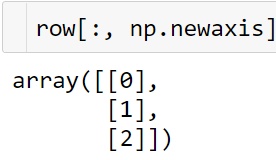 row[:, np.newaxis]
array([[0],
       [1],
       [2]])